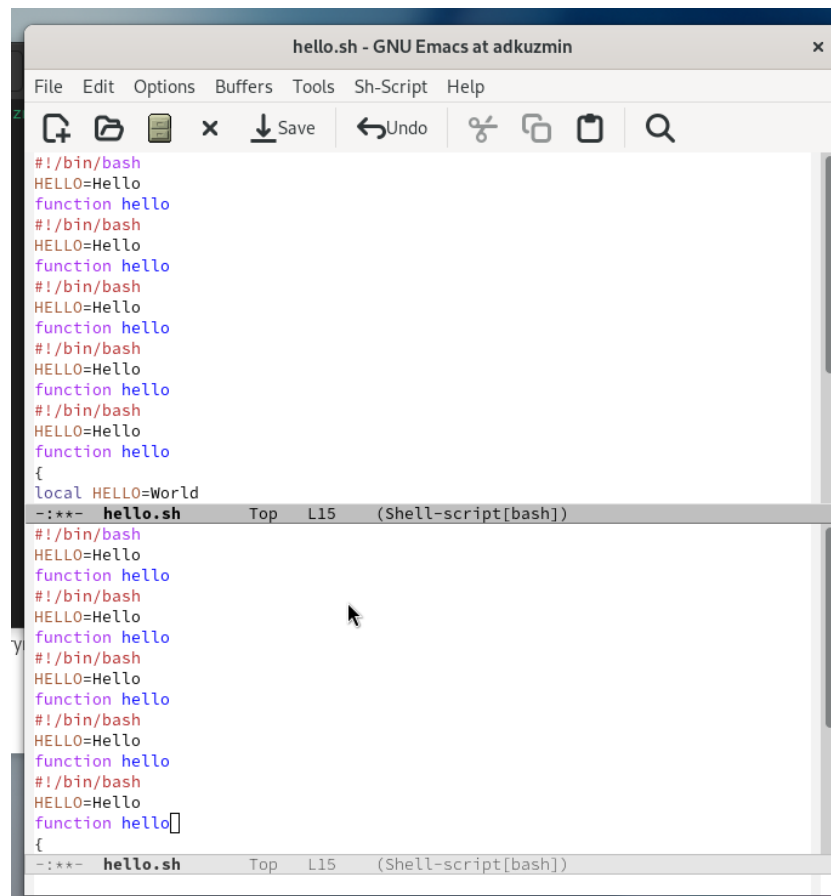 hello.sh - GNU Emacs at adkuzmin ×
File Edit Options Buffers Tools Sh-Script Help
Save Undo
#!/bin/bash
HELLO=Hello
function hello
#!/bin/bash
HELLO=Hello
function hello
#!/bin/bash
HELLO=Hello
function hello
#!/bin/bash
HELLO=Hello
function hello
#!/bin/bash
HELLO=Hello
function hello
{
local HELLO=World
-:**- hello.sh Top L15 (Shell-script[bash])
#!/bin/bash
HELLO=Hello
function hello
#!/bin/bash
HELLO=Hello
function hello
#!/bin/bash
HELLO=Hello
function hello
#!/bin/bash
HELLO=Hello
function hello
#!/bin/bash
HELLO=Hello
function hello
{
-:**- hello.sh Top L15 (Shell-script[bash])